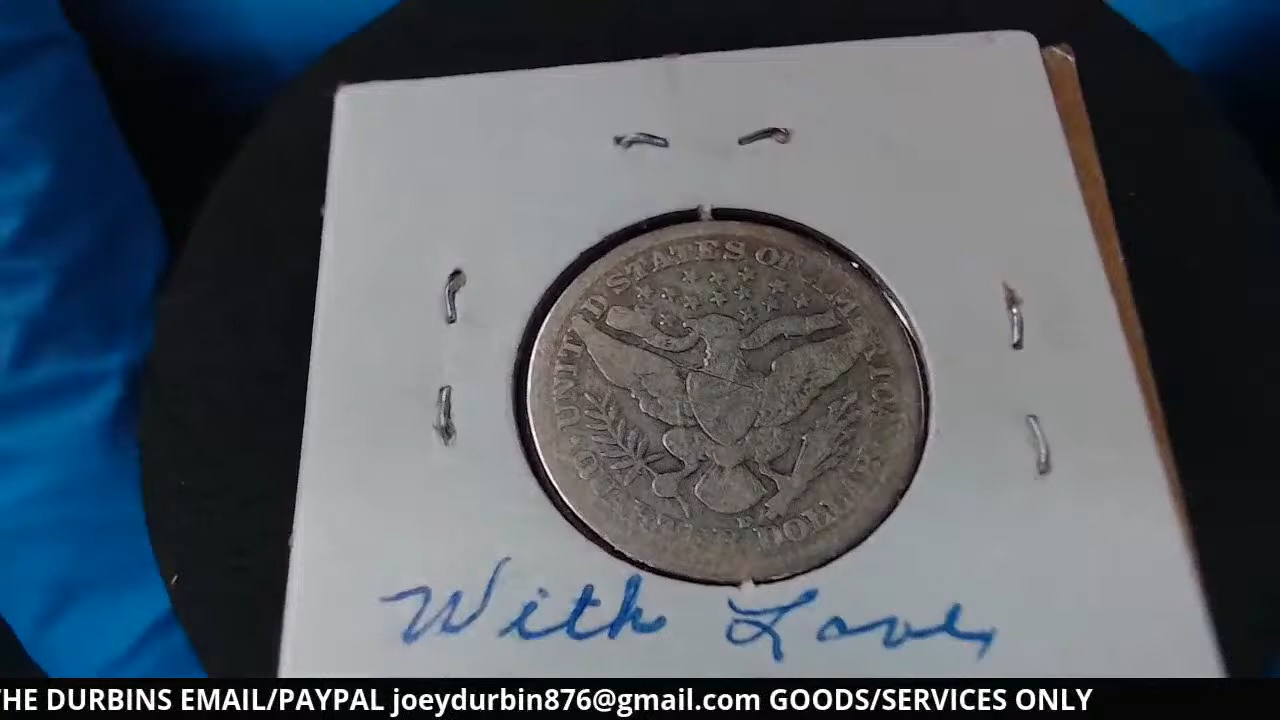 UNITED STATES OF AMERICA
QUARTER DOLLAR
With Love,
THE DURBINS EMAIL/PAYPAL joeydurbin876@gmail.com GOODS/SERVICES ONLY